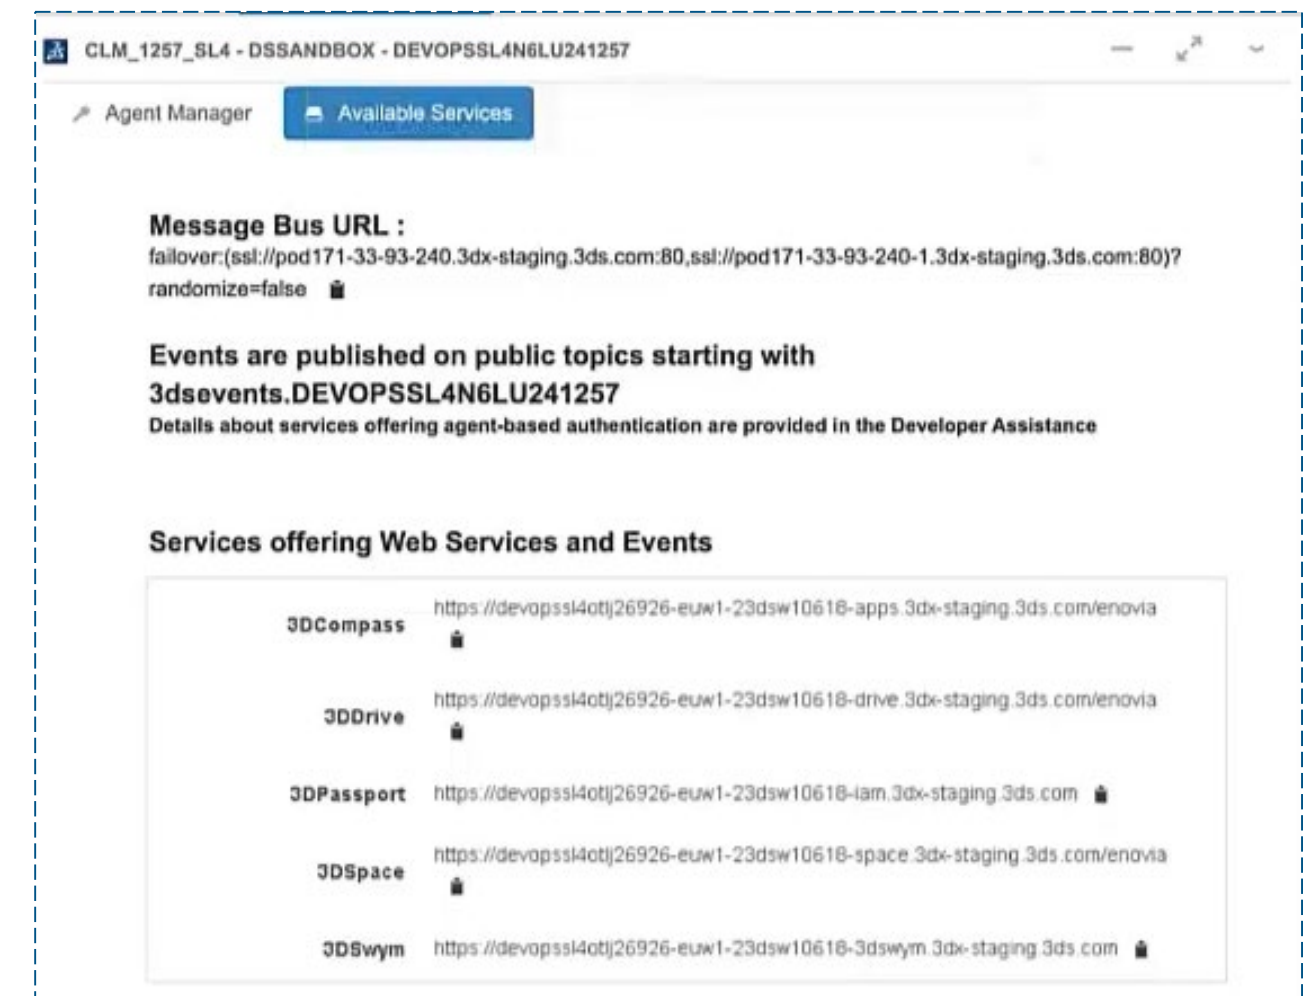 CLM_1257_SL4 - DSSANDBOX - DEVOPSSL4N6LU241257
Agent Manager
Available Services
Message Bus URL :
failover:(ssl://pod171-33-93-240.3dx-staging.3ds.com:80,ssl://pod171-33-93-240-1.3dx-staging.3ds.com:80)?
randomize=false
Events are published on public topics starting with
3dsevents.DEVOPSSL4N6LU241257
Details about services offering agent-based authentication are provided in the Developer Assistance
Services offering Web Services and Events
3DCompass
https://devopssl4otlj26926-euw1-23dsw10618-apps.3dx-staging.3ds.com/enovia
3DDrive
https://devopssl4otlj26926-euw1-23dsw10618-drive.3dx-staging.3ds.com/enovia
3DPassport
https://devopssl4otlj26926-euw1-23dsw10618-iam.3dx-staging.3ds.com
3DSpace
https://devopssl4otlj26926-euw1-23dsw10618-space.3dx-staging.3ds.com/enovia
3DSwym
https://devopssl4otlj26926-euw1-23dsw10618-3dswym.3dx-staging.3ds.com